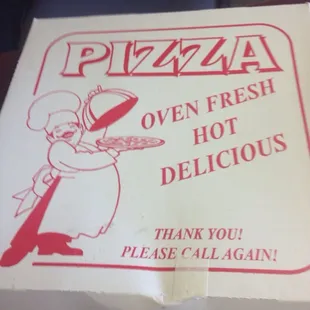 PIZZA
OVEN FRESH
HOT
DELICIOUS
THANK YOU!
PLEASE CALL AGAIN!